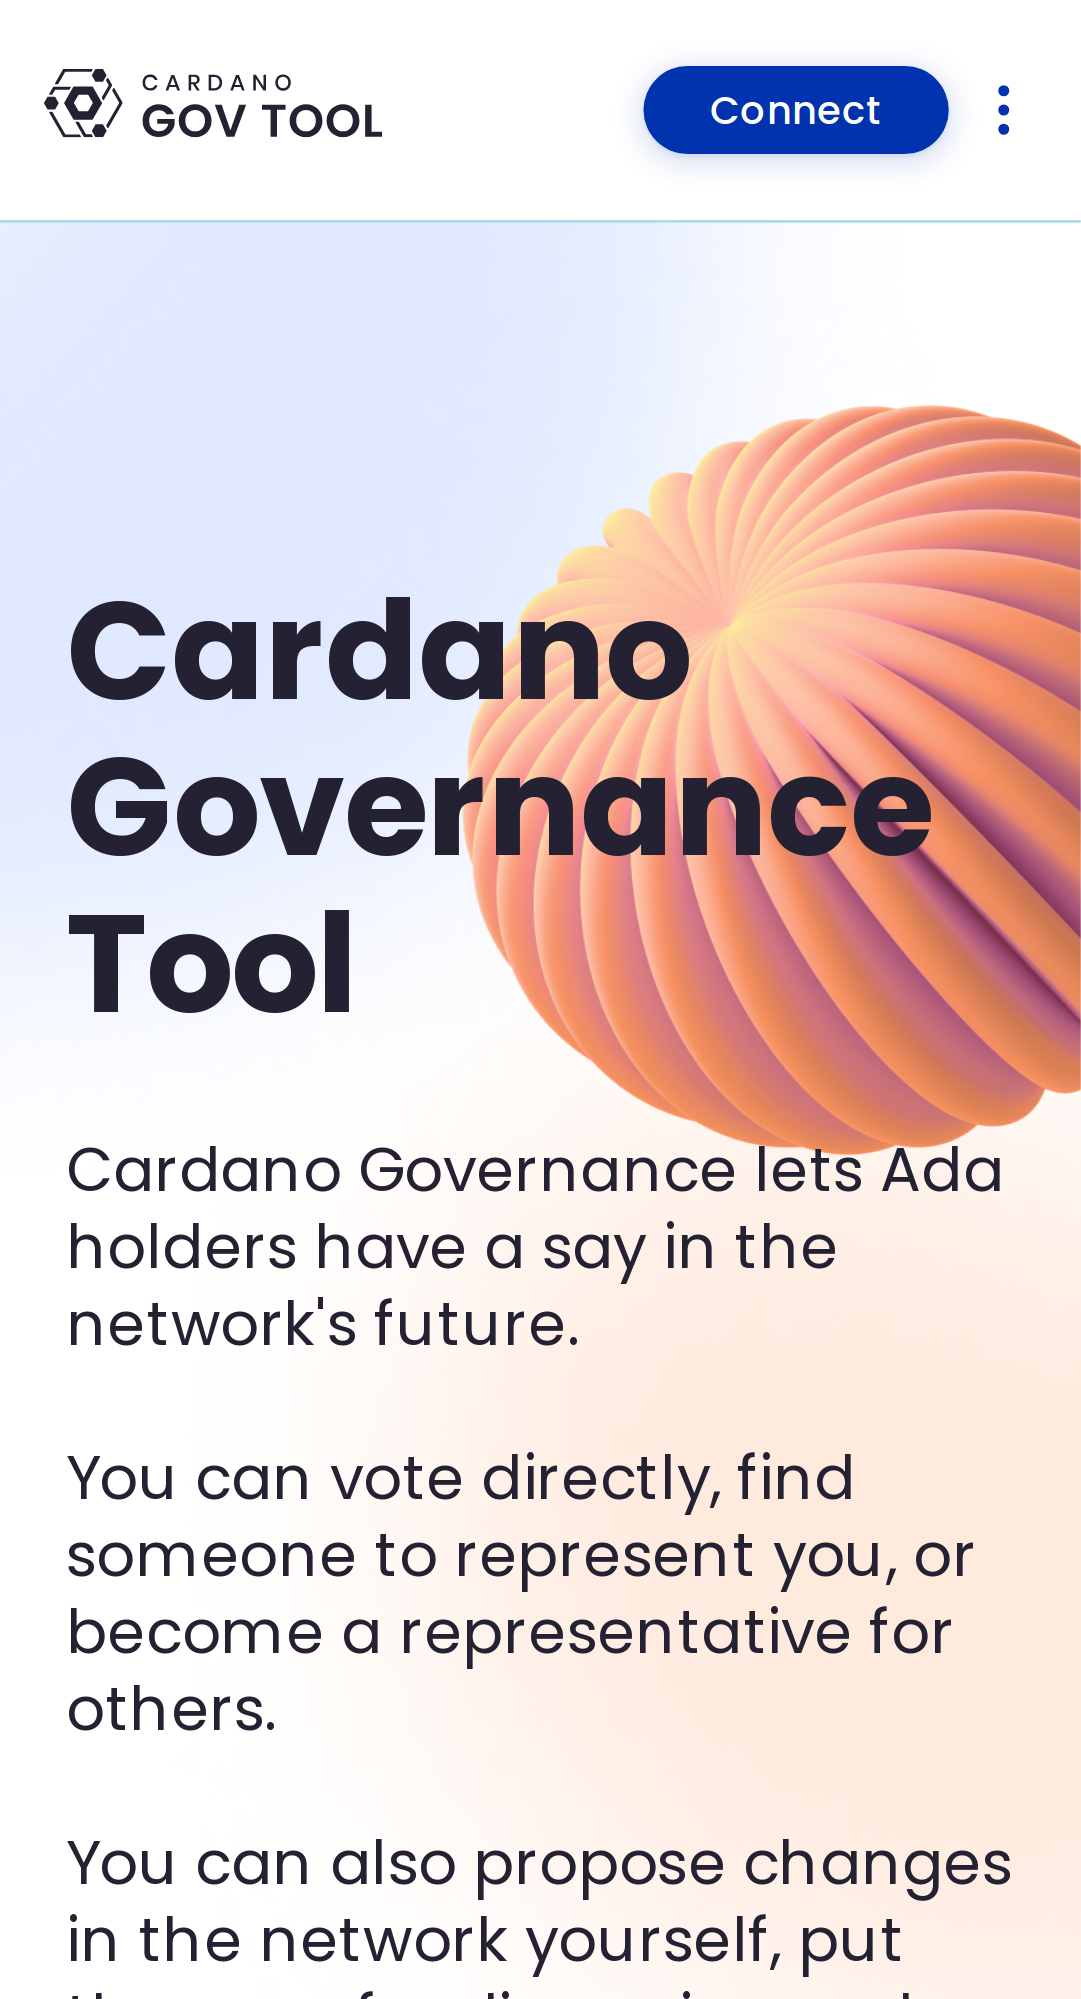 CARDANO
GOV TOOL
Connect
Cardano
Governance
Tool
Cardano Governance lets Ada
holders have a say in the
network's future.
You can vote directly, find
someone to represent you, or
become a representative for
others.
You can also propose changes
in the network yourself, put